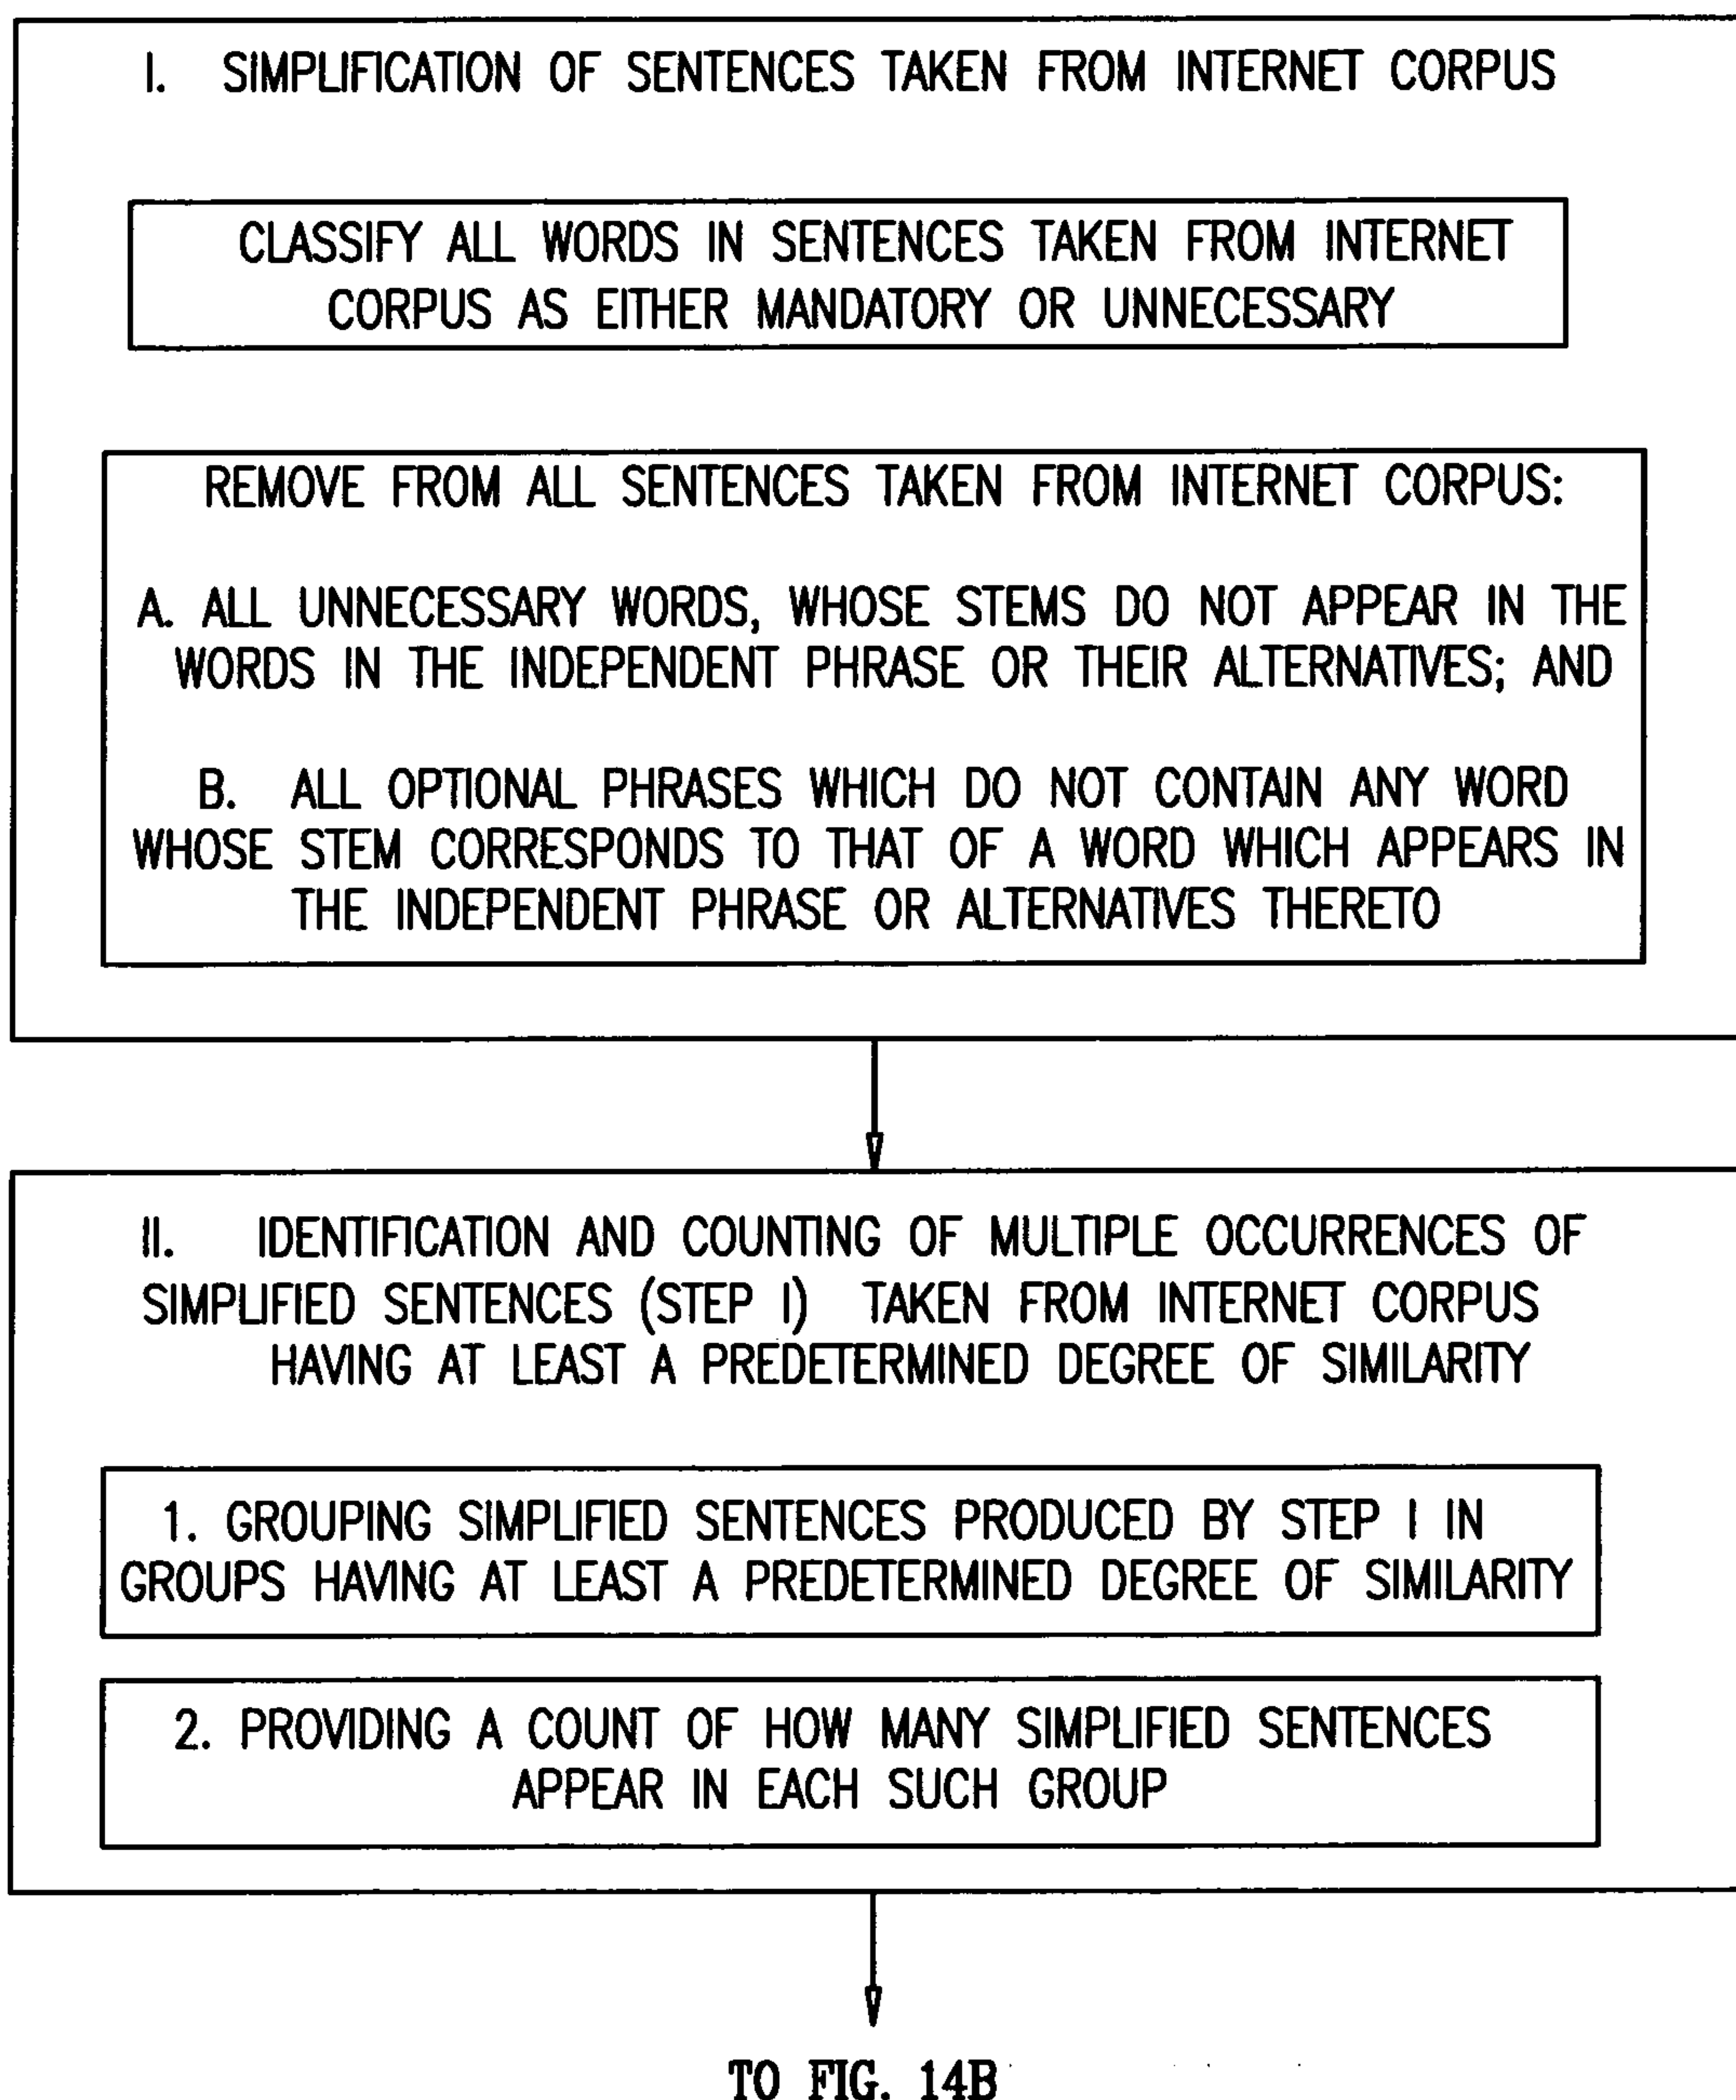 I. SIMPLIFICATION OF SENTENCES TAKEN FROM INTERNET CORPUS
CLASSIFY ALL WORDS IN SENTENCES TAKEN FROM INTERNET
CORPUS AS EITHER MANDATORY OR UNNECESSARY
REMOVE FROM ALL SENTENCES TAKEN FROM INTERNET CORPUS:
A. ALL UNNECESSARY WORDS, WHOSE STEMS DO NOT APPEAR IN THE
WORDS IN THE INDEPENDENT PHRASE OR THEIR ALTERNATIVES; AND
B. ALL OPTIONAL PHRASES WHICH DO NOT CONTAIN ANY WORD
WHOSE STEM CORRESPONDS TO THAT OF A WORD WHICH APPEARS IN
THE INDEPENDENT PHRASE OR ALTERNATIVES THERETO
II. IDENTIFICATION AND COUNTING OF MULTIPLE OCCURRENCES OF
SIMPLIFIED SENTENCES (STEP I) TAKEN FROM INTERNET CORPUS
HAVING AT LEAST A PREDETERMINED DEGREE OF SIMILARITY
1. GROUPING SIMPLIFIED SENTENCES PRODUCED BY STEP I IN
GROUPS HAVING AT LEAST A PREDETERMINED DEGREE OF SIMILARITY
2. PROVIDING A COUNT OF HOW MANY SIMPLIFIED SENTENCES
APPEAR IN EACH SUCH GROUP
TO FIG. 14B